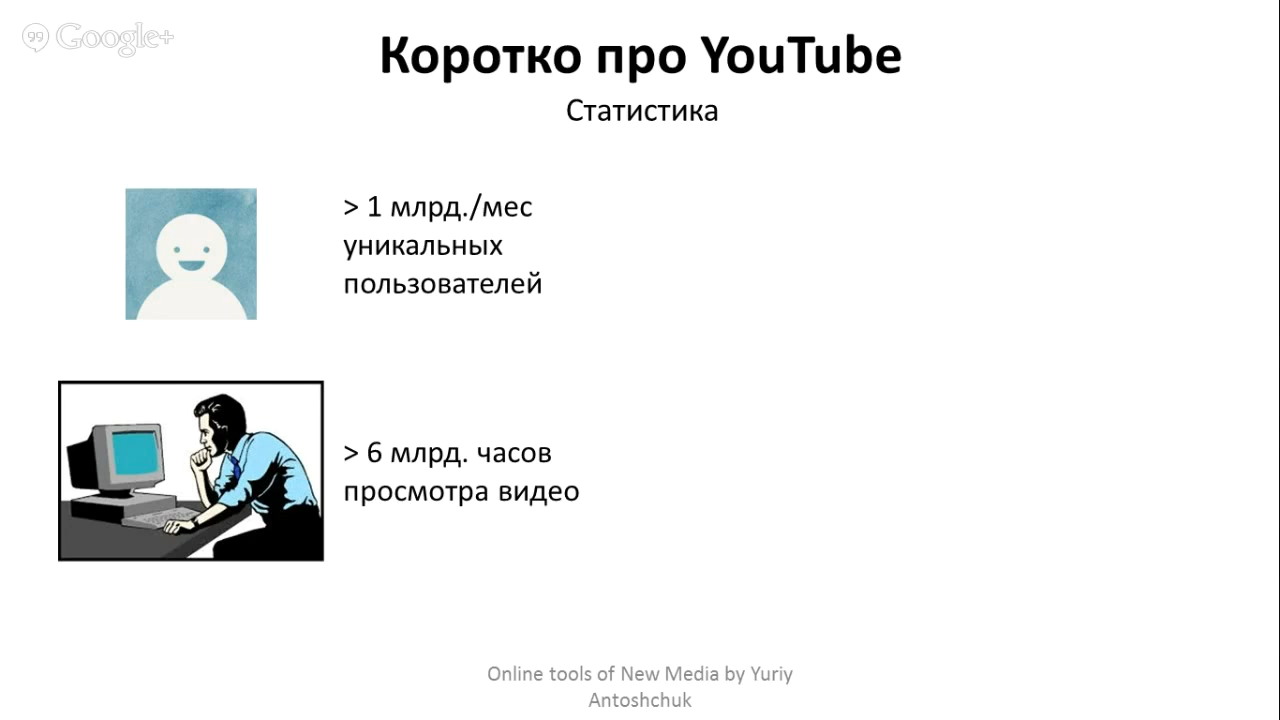 99 Google+
Коротко про YouTube
Статистика
> 1 млрд./мес
уникальных
пользователей
> 6 млрд. часов
просмотра видео
Online tools of New Media by Yuriy
Antoshchuk